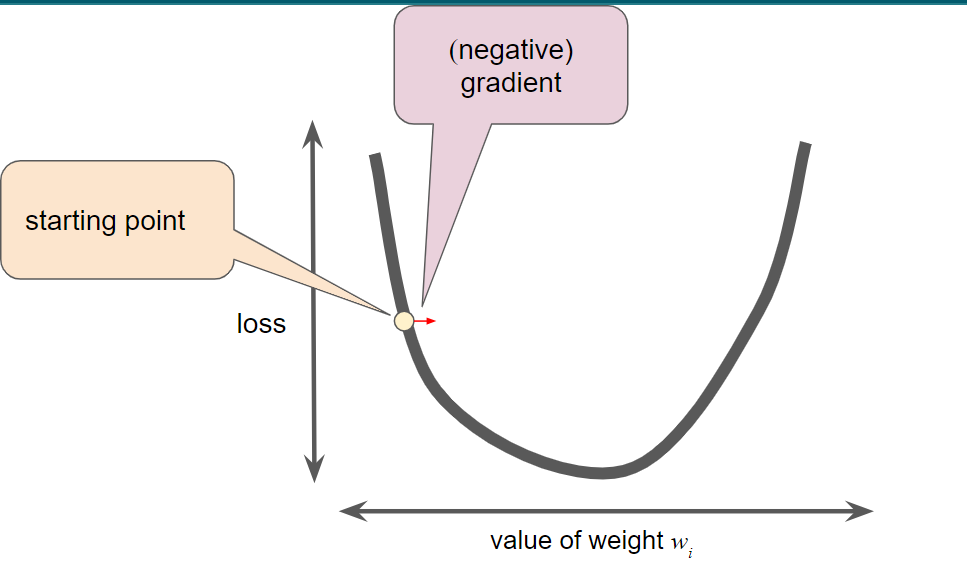 (negative)
gradient
starting point
loss
value of weight wᵢ